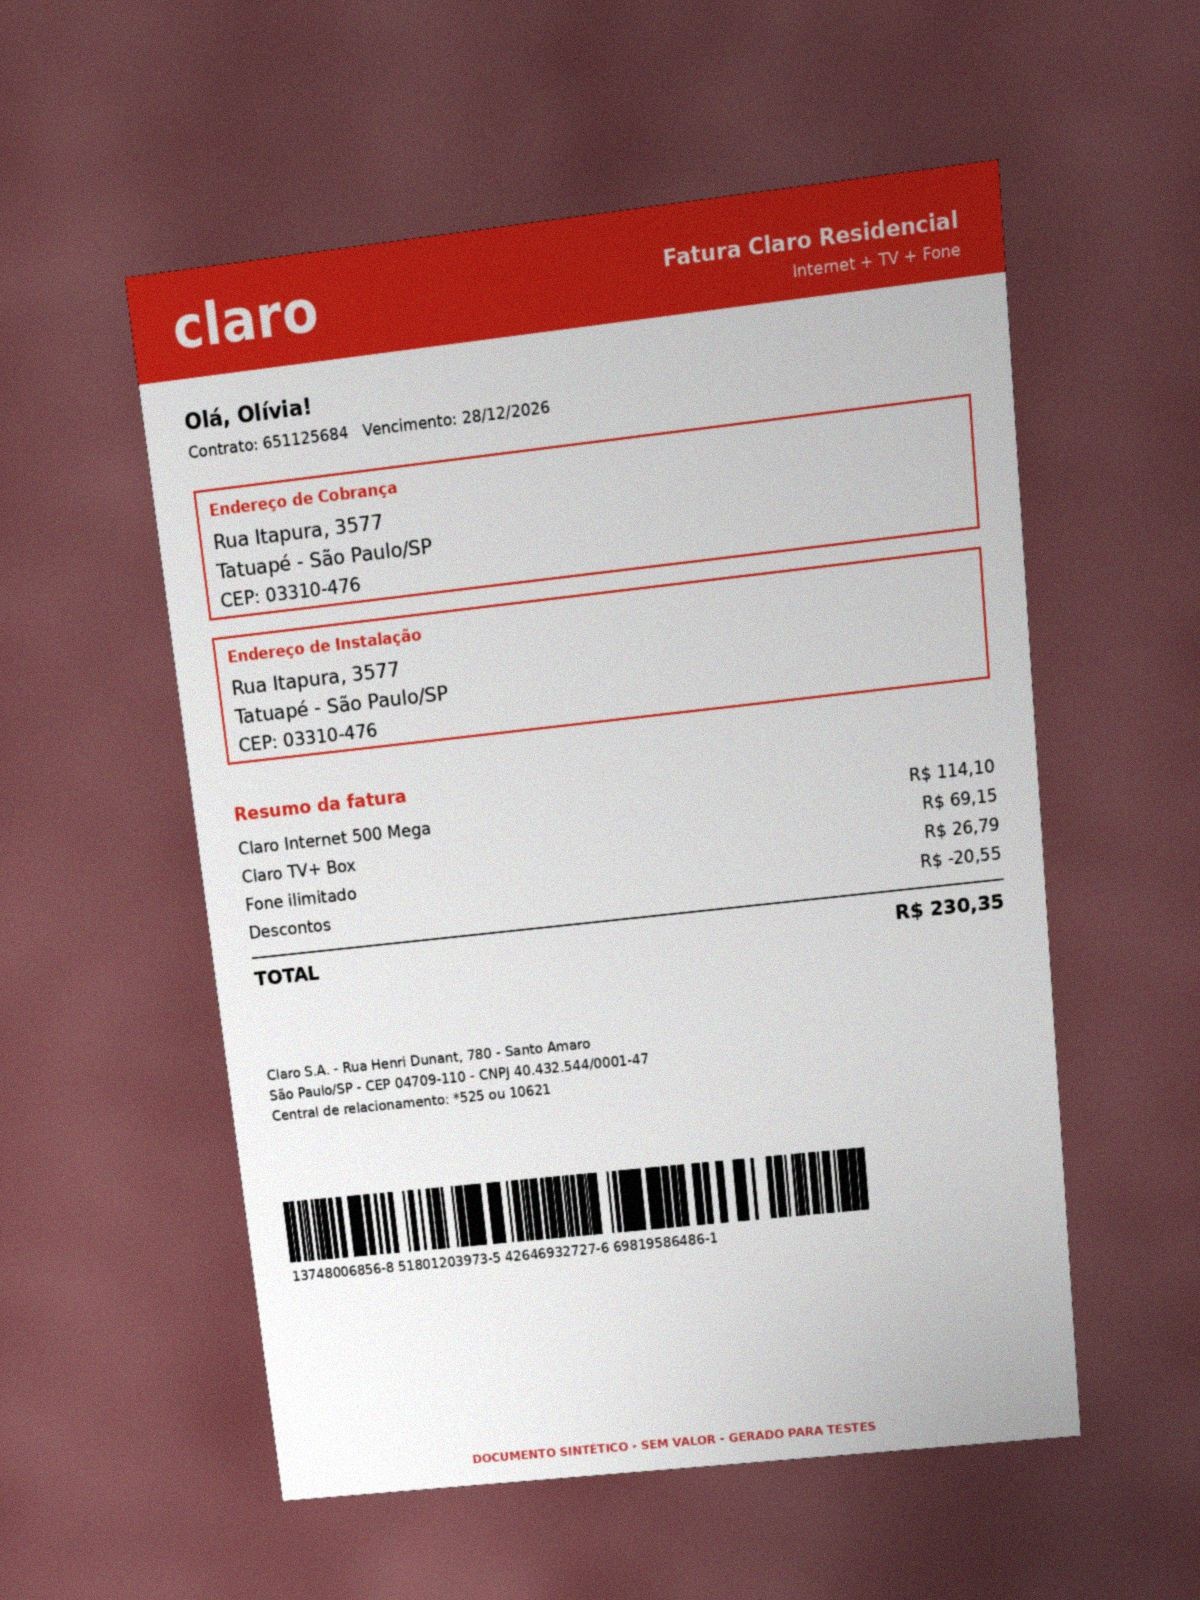 claro
Fatura Claro Residencial
Internet + TV + Fone
Olá, Olívia!
Contrato: 651125684 Vencimento: 28/12/2026
Endereço de Cobrança
Rua Itapura, 3577
Tatuapé - São Paulo/SP
CEP: 03310-476
Endereço de Instalação
Rua Itapura, 3577
Tatuapé - São Paulo/SP
CEP: 03310-476
Resumo da fatura
Claro Internet 500 Mega R$ 114,10
Claro TV+ Box R$ 69,15
Fone ilimitado R$ 26,79
Descontos R$ -20,55
TOTAL R$ 230,35
Claro S.A. - Rua Henri Dunant, 780 - Santo Amaro
São Paulo/SP - CEP 04709-110 - CNPJ 40.432.544/0001-47
Central de relacionamento: *525 ou 10621
13748006856-8 51801203973-5 42646932727-6 69819586486-1
DOCUMENTO SINTÉTICO - SEM VALOR - GERADO PARA TESTES